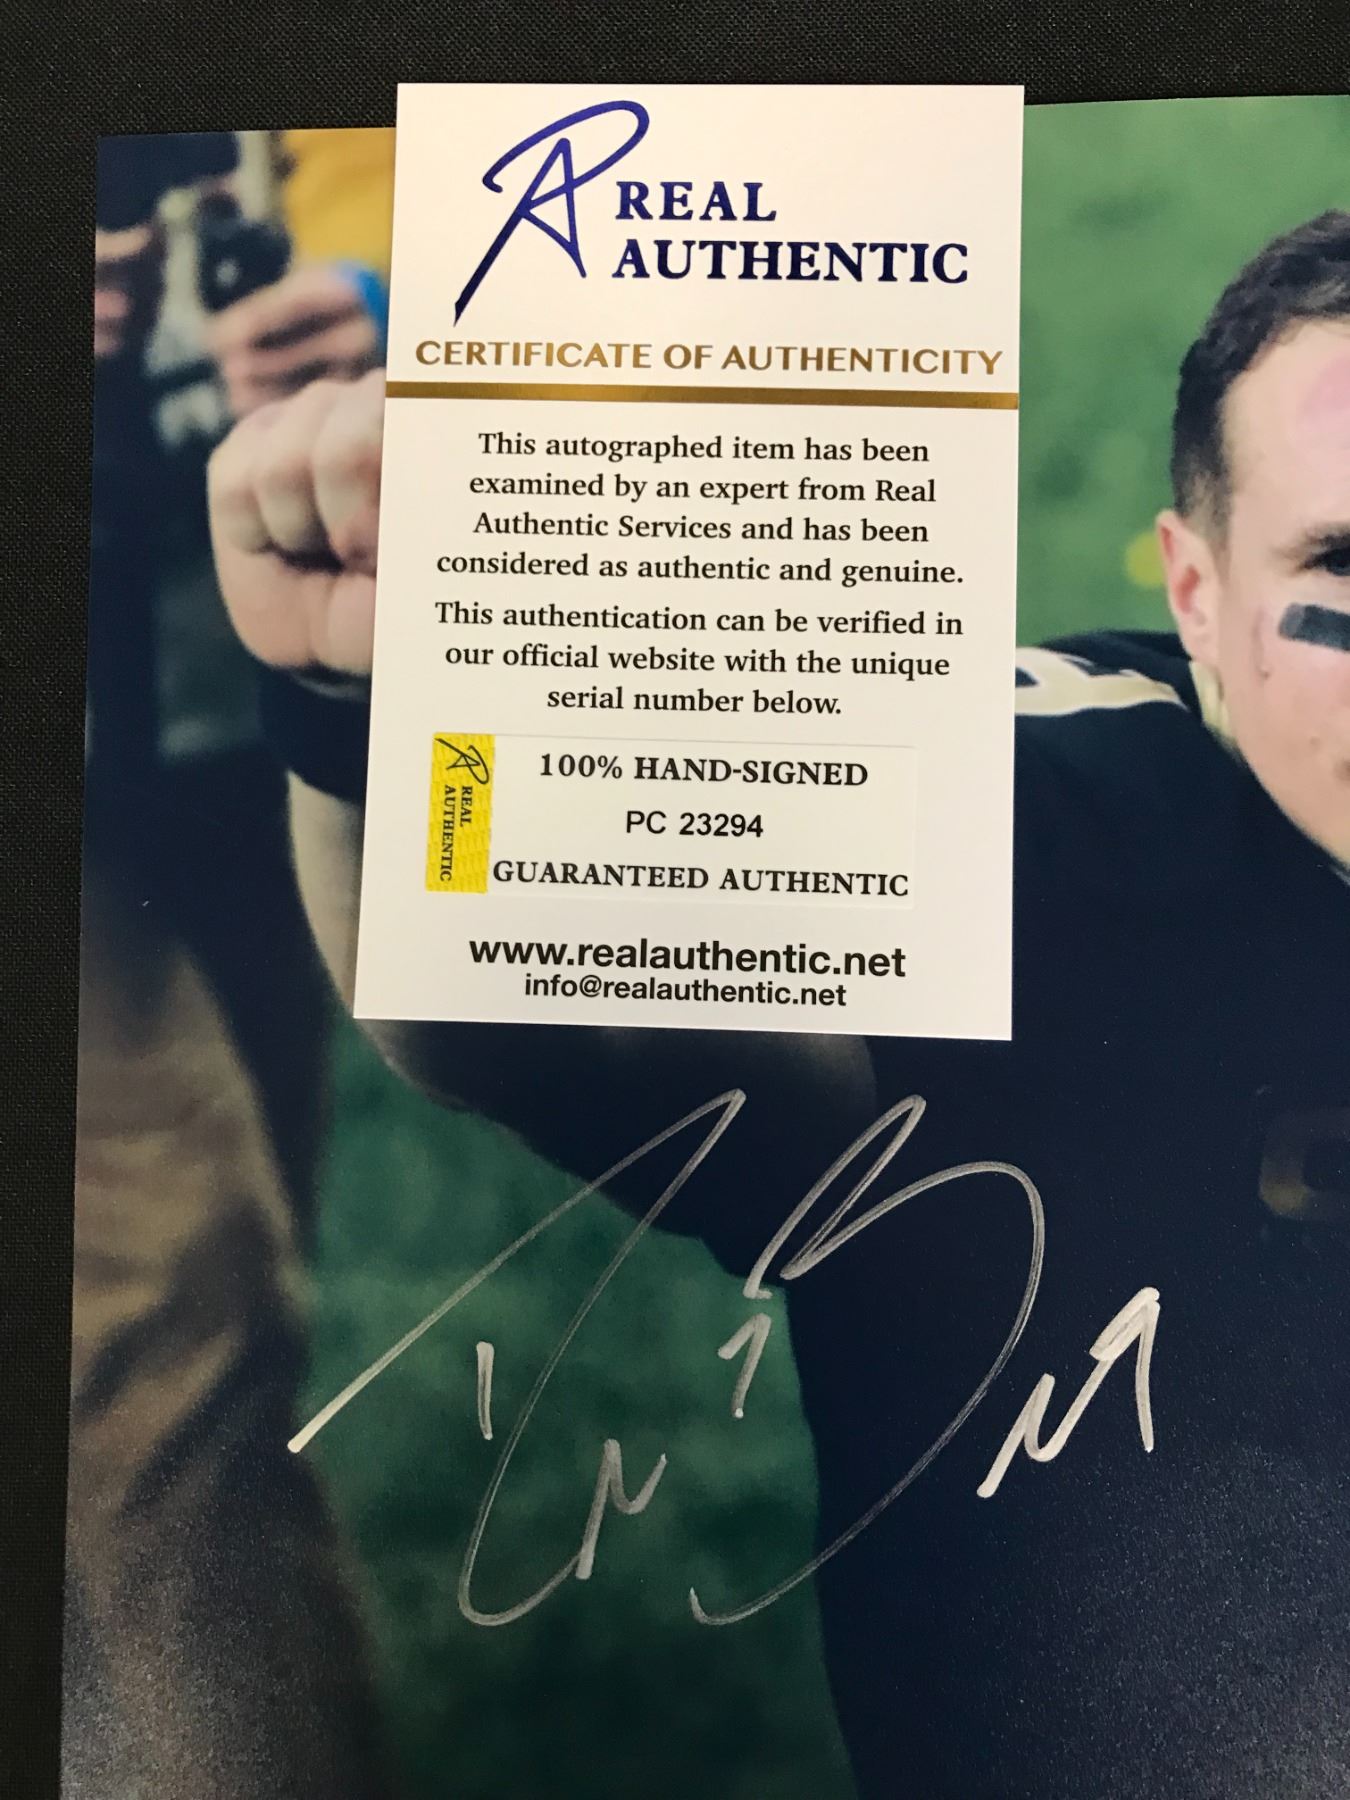 REAL
AUTHENTIC
CERTIFICATE OF AUTHENTICITY
This autographed item has been
examined by an expert from Real
Authentic Services and has been
considered as authentic and genuine.
This authentication can be verified in
our official website with the unique
serial number below.
REAL
AUTHENTIC
100% HAND-SIGNED
PC 23294
GUARANTEED AUTHENTIC
www.realauthentic.net
info@realauthentic.net